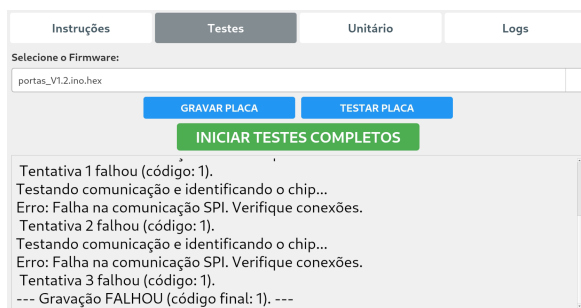 Instruções Testes Unitário Logs
Selecione o Firmware:
portas_V1.2.ino.hex
GRAVAR PLACA TESTAR PLACA
INICIAR TESTES COMPLETOS
Tentativa 1 falhou (código: 1).
Testando comunicação e identificando o chip...
Erro: Falha na comunicação SPI. Verifique conexões.
Tentativa 2 falhou (código: 1).
Testando comunicação e identificando o chip...
Erro: Falha na comunicação SPI. Verifique conexões.
Tentativa 3 falhou (código: 1).
--- Gravação FALHOU (código final: 1). ---